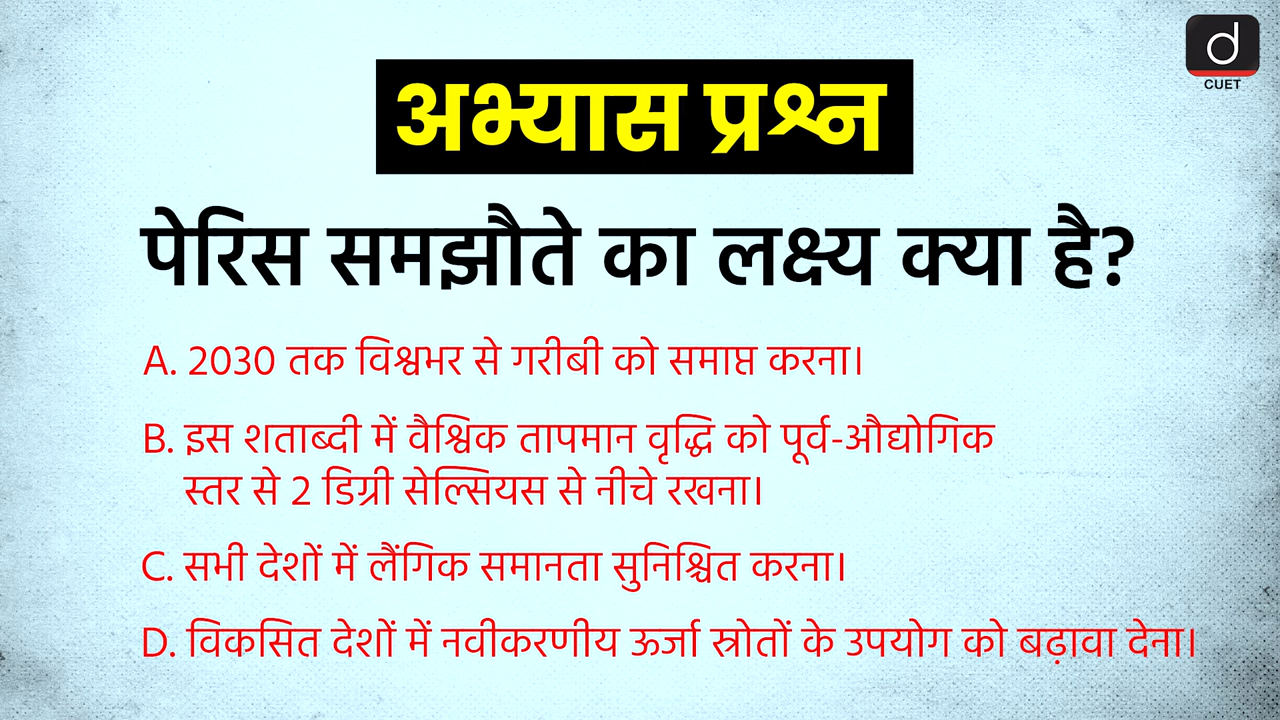 d
CUET
अभ्यास प्रश्न
पेरिस समझौते का लक्ष्य क्या है?
A. 2030 तक विश्वभर से गरीबी को समाप्त करना।
B. इस शताब्दी में वैश्विक तापमान वृद्धि को पूर्व-औद्योगिक
स्तर से 2 डिग्री सेल्सियस से नीचे रखना।
C. सभी देशों में लैंगिक समानता सुनिश्चित करना।
D. विकसित देशों में नवीकरणीय ऊर्जा स्रोतों के उपयोग को बढ़ावा देना।